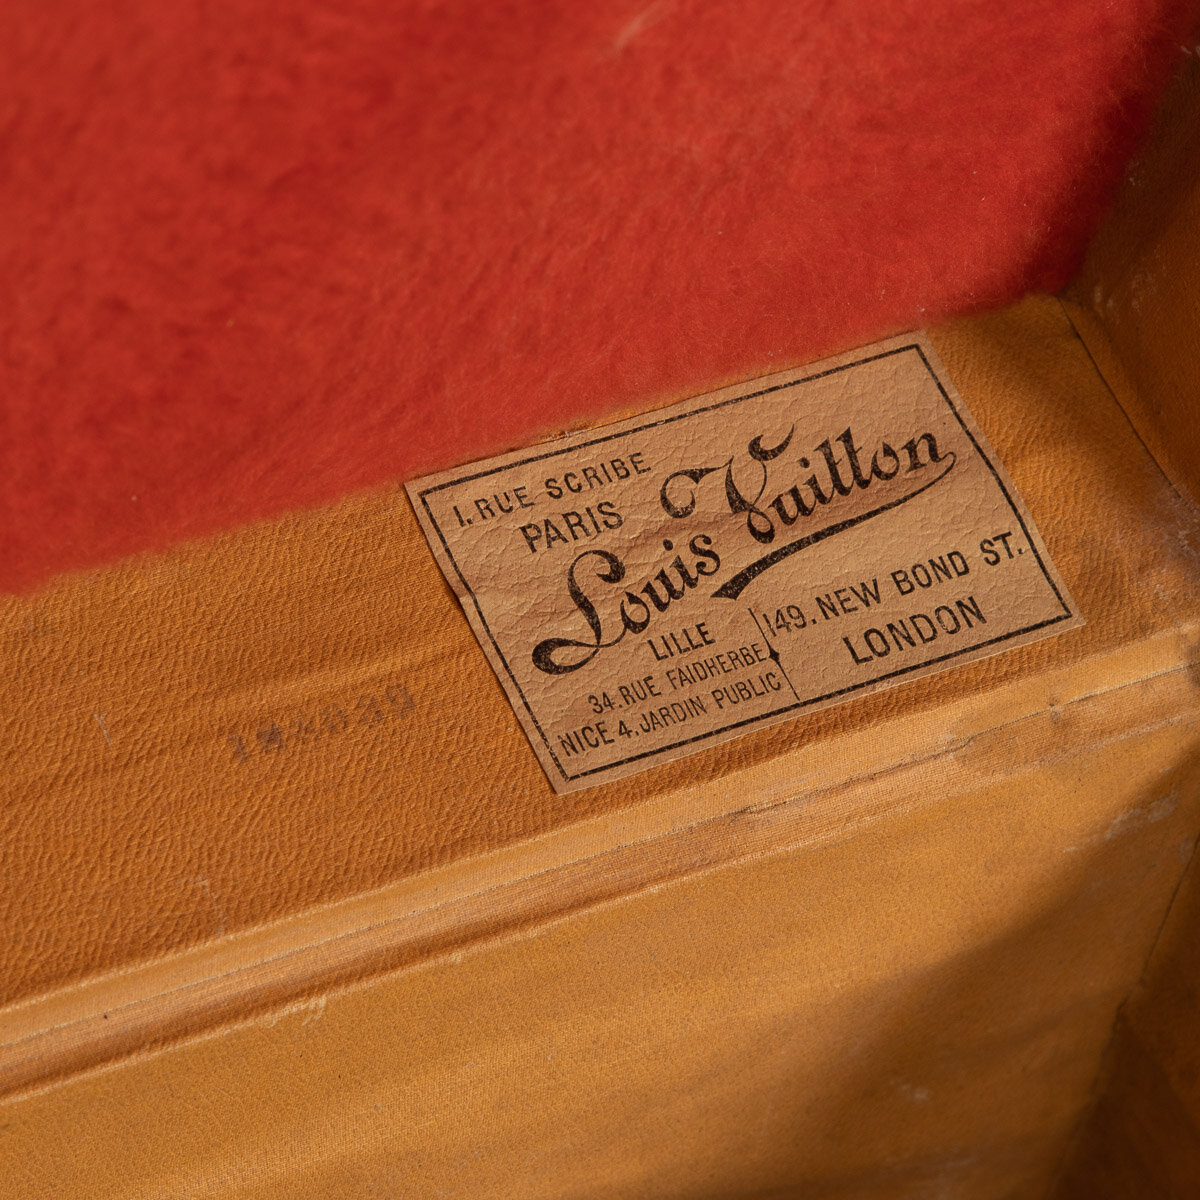 1. RUE SCRIBE
PARIS
Louis Vuitton
LILLE
34. RUE FAIDHERBE
NICE 4. JARDIN PUBLIC
149. NEW BOND ST.
LONDON